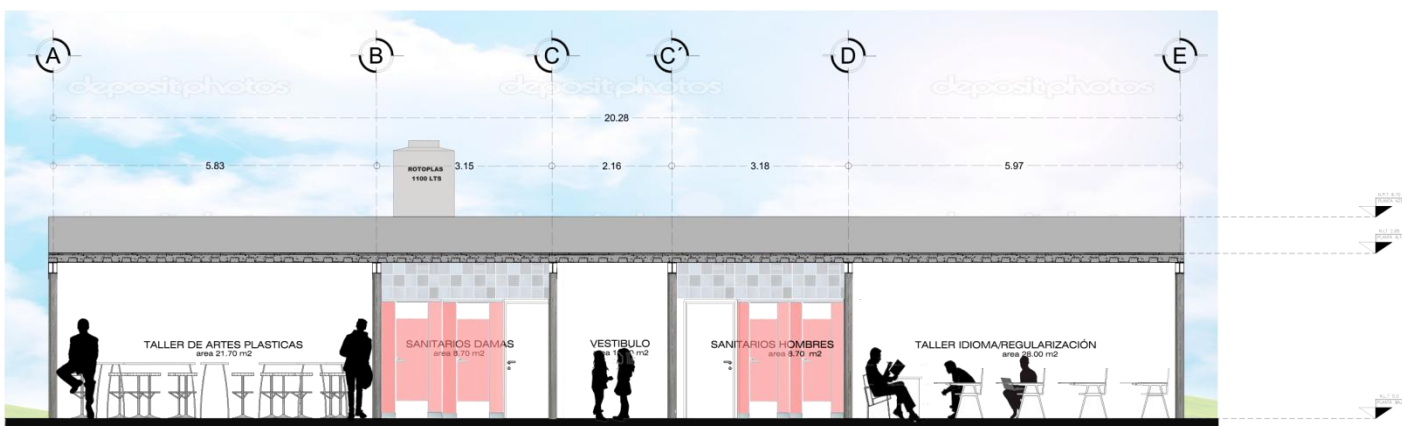 A B C C´ D E
depositphotos depositphotos
20.28
5.83 3.15 2.16 3.18 5.97
ROTOPLAS
1100 LTS
TALLER DE ARTES PLASTICAS
area 21.70 m2
SANITARIOS DAMAS
area 8.70 m2
VESTIBULO
area m2
SANITARIOS HOMBRES
area 8.70 m2
TALLER IDIOMA/REGULARIZACIÓN
area 28.00 m2